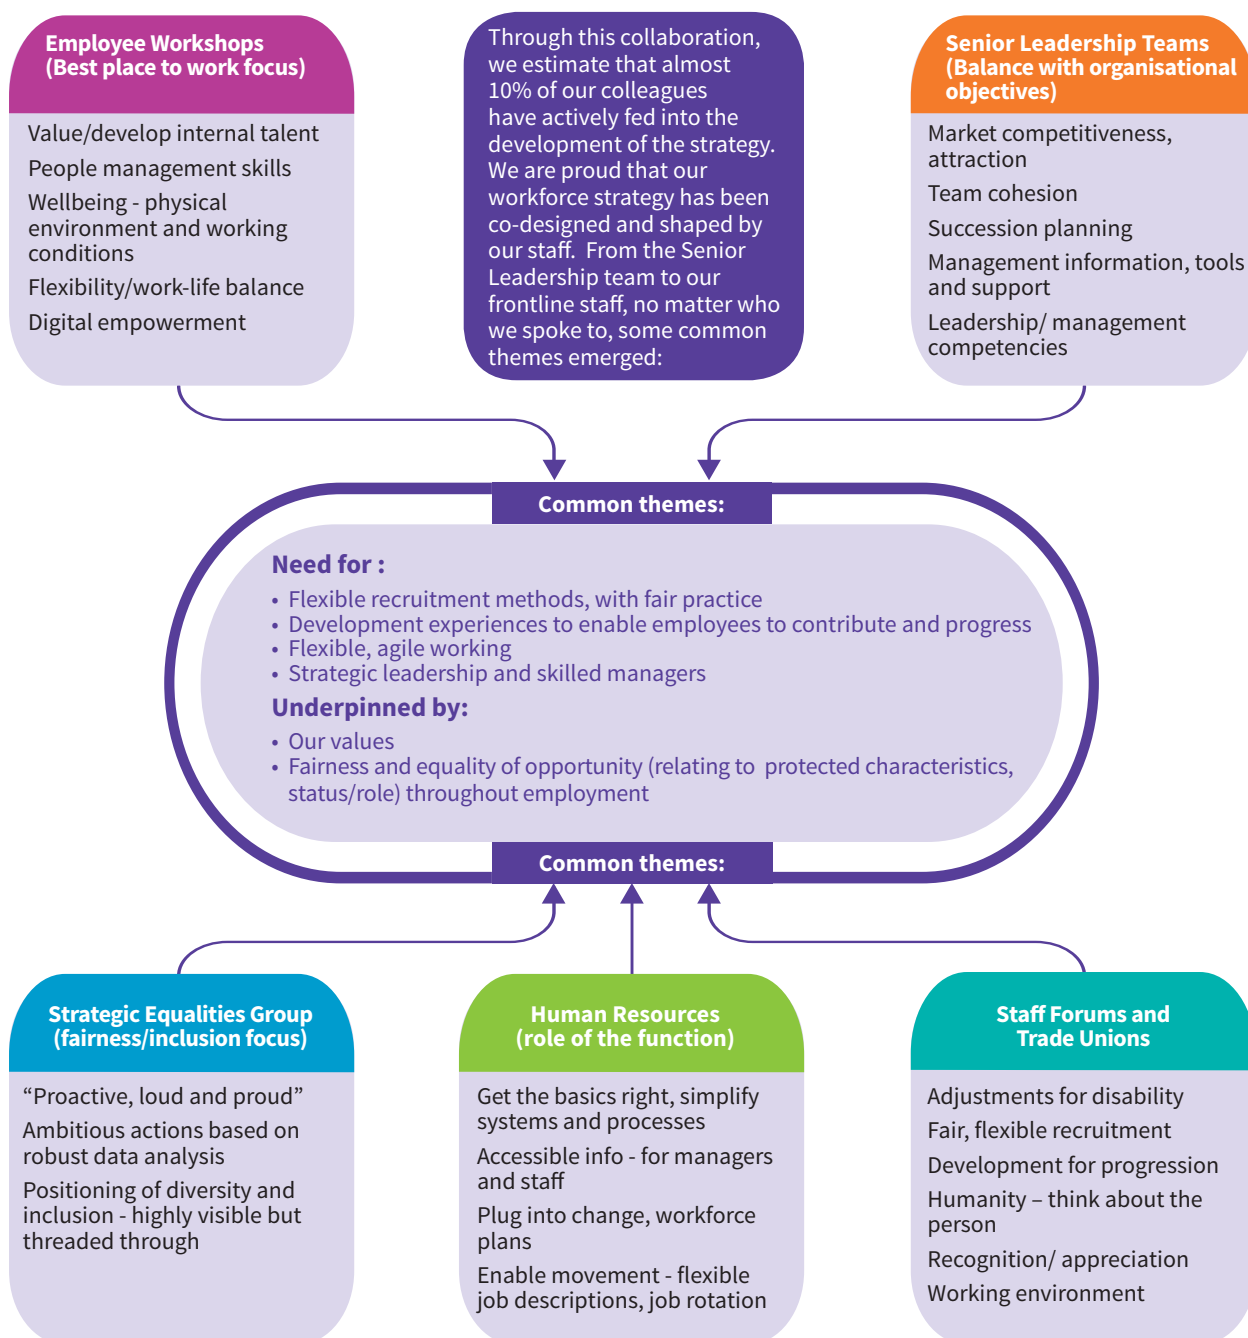 Employee Workshops
(Best place to work focus)
Value/develop internal talent
People management skills
Wellbeing - physical
environment and working
conditions
Flexibility/work-life balance
Digital empowerment
Through this collaboration,
we estimate that almost
10% of our colleagues
have actively fed into the
development of the strategy.
We are proud that our
workforce strategy has been
co-designed and shaped by
our staff.  From the Senior
Leadership team to our
frontline staff, no matter who
we spoke to, some common
themes emerged:
Senior Leadership Teams
(Balance with organisational
objectives)
Market competitiveness,
attraction
Team cohesion
Succession planning
Management information, tools
and support
Leadership/ management
competencies
Common themes:
Need for :
• Flexible recruitment methods, with fair practice
• Development experiences to enable employees to contribute and progress
• Flexible, agile working
• Strategic leadership and skilled managers
Underpinned by:
• Our values
• Fairness and equality of opportunity (relating to  protected characteristics,
status/role) throughout employment
Common themes:
Strategic Equalities Group
(fairness/inclusion focus)
“Proactive, loud and proud”
Ambitious actions based on
robust data analysis
Positioning of diversity and
inclusion - highly visible but
threaded through
Human Resources
(role of the function)
Get the basics right, simplify
systems and processes
Accessible info - for managers
and staff
Plug into change, workforce
plans
Enable movement - flexible
job descriptions, job rotation
Staff Forums and
Trade Unions
Adjustments for disability
Fair, flexible recruitment
Development for progression
Humanity – think about the
person
Recognition/ appreciation
Working environment